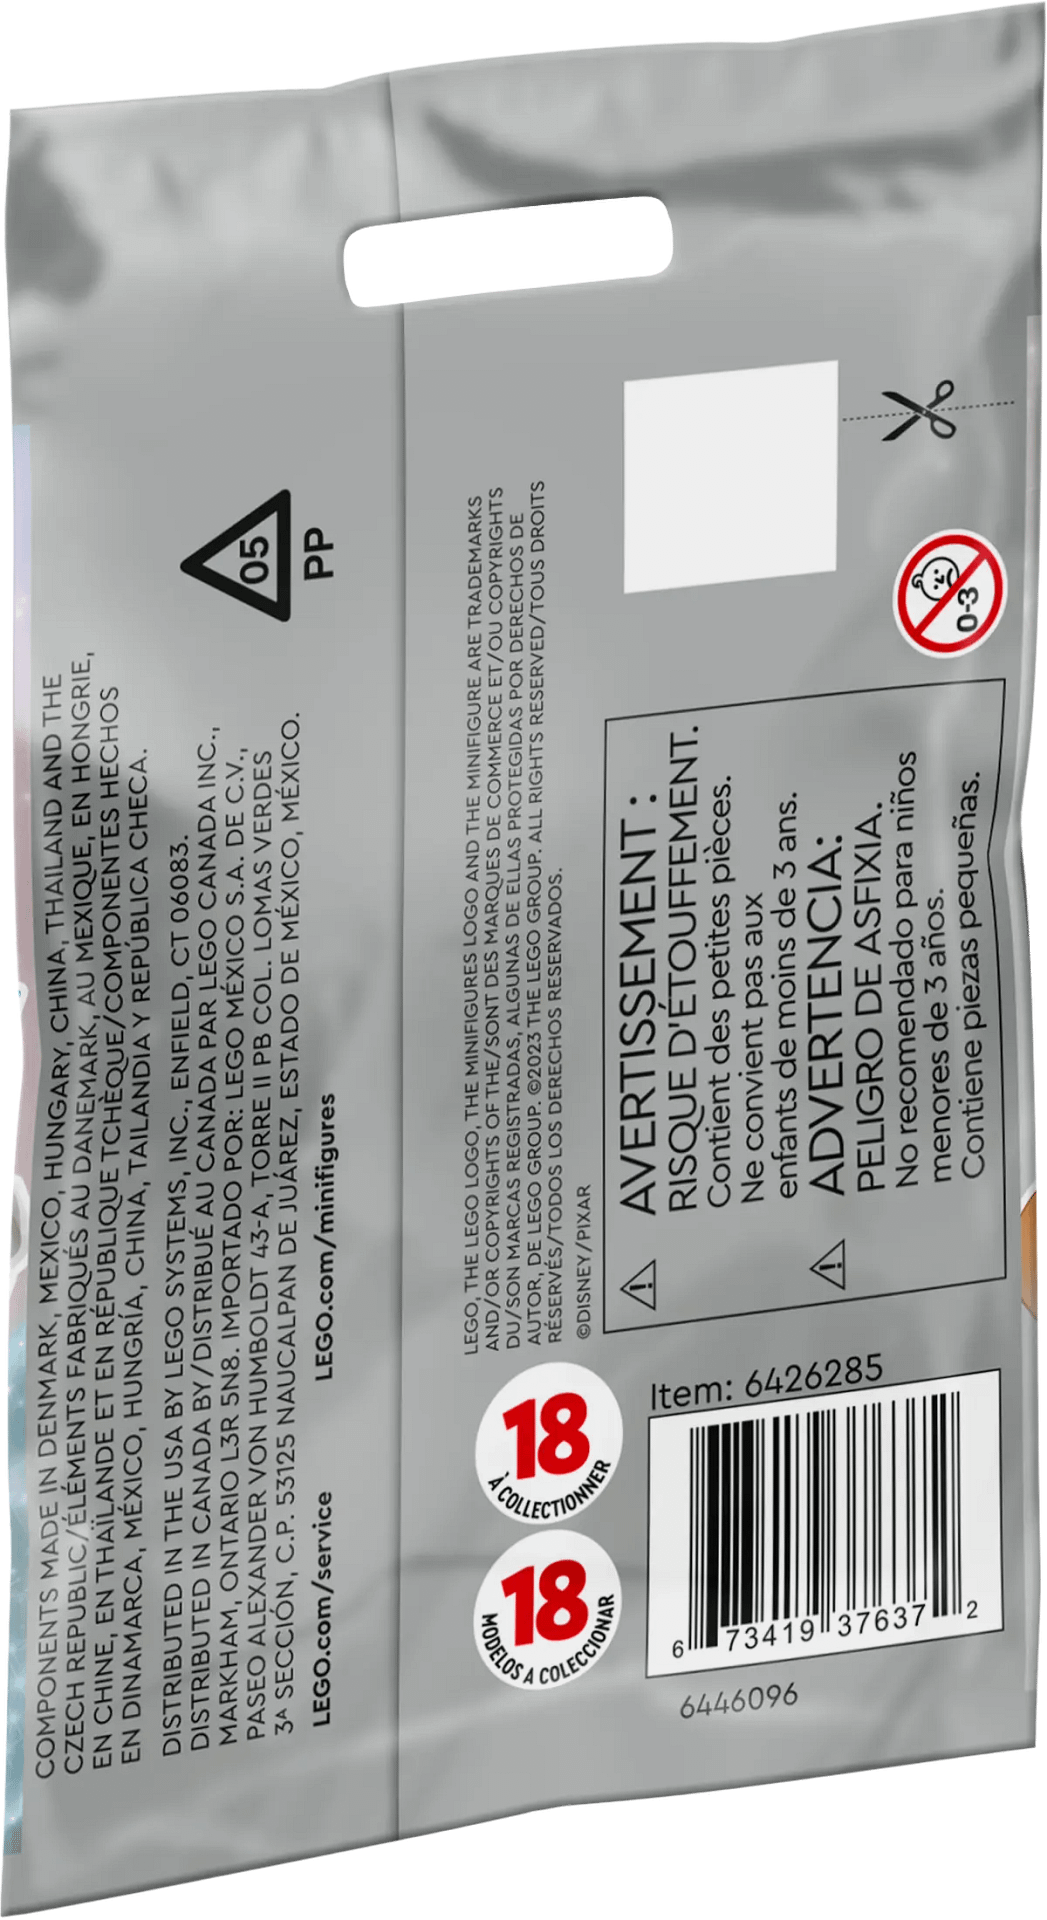 COMPONENTS MADE IN DENMARK, MEXICO, HUNGARY, CHINA, THAILAND AND THE
CZECH REPUBLIC/ÉLÉMENTS FABRIQUÉS AU DANEMARK, AU MEXIQUE, EN HONGRIE,
EN CHINE, EN THAÏLANDE ET EN RÉPUBLIQUE TCHÈQUE/COMPONENTES HECHOS
EN DINAMARCA, MÉXICO, HUNGRÍA, CHINA, TAILANDIA Y REPÚBLICA CHECA.
DISTRIBUTED IN THE USA BY LEGO SYSTEMS, INC., ENFIELD, CT 06083.
DISTRIBUTED IN CANADA BY/DISTRIBUÉ AU CANADA PAR LEGO CANADA INC.,
MARKHAM, ONTARIO L3R 5N8. IMPORTADO POR: LEGO MÉXICO S.A. DE C.V.,
PASEO ALEXANDER VON HUMBOLDT 43-A, TORRE II PB COL. LOMAS VERDES
3ᴬ SECCIÓN, C.P. 53125 NAUCALPAN DE JUÁREZ, ESTADO DE MÉXICO, MÉXICO.
LEGO.com/service LEGO.com/minifigures
05
PP
LEGO, THE LEGO LOGO, THE MINIFIGURES LOGO AND THE MINIFIGURE ARE TRADEMARKS
AND/OR COPYRIGHTS OF THE/SONT DES MARQUES DE COMMERCE ET/OU COPYRIGHTS
DU/SON MARCAS REGISTRADAS, ALGUNAS DE ELLAS PROTEGIDAS POR DERECHOS DE
AUTOR, DE LEGO GROUP. ©2023 THE LEGO GROUP. ALL RIGHTS RESERVED/TOUS DROITS
RÉSERVÉS/TODOS LOS DERECHOS RESERVADOS.
©DISNEY/PIXAR
18
À COLLECTIONNER
18
MODELOS A COLECCIONAR
AVERTISSEMENT :
RISQUE D'ÉTOUFFEMENT.
Contient des petites pièces.
Ne convient pas aux
enfants de moins de 3 ans.
ADVERTENCIA:
PELIGRO DE ASFIXIA.
No recomendado para niños
menores de 3 años.
Contiene piezas pequeñas.
0-3
Item: 6426285
6 73419 37637 2
6446096